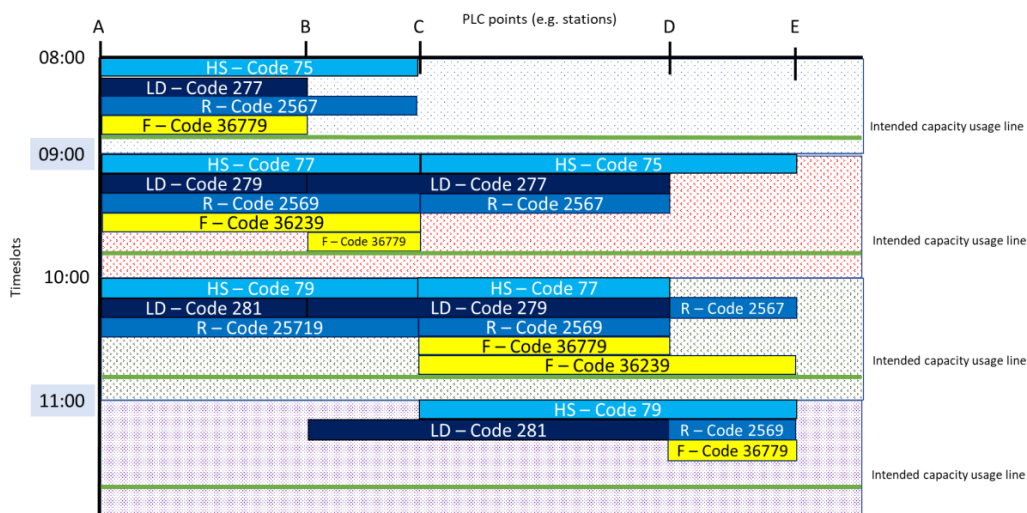 PLC points (e.g. stations)
A B C D E
08:00
HS – Code 75
LD – Code 277
R – Code 2567
F – Code 36779
Intended capacity usage line
09:00
HS – Code 77 HS – Code 75
LD – Code 279 LD – Code 277
R – Code 2569 R – Code 2567
F – Code 36239
F – Code 36779
Intended capacity usage line
Timeslots
10:00
HS – Code 79 HS – Code 77
LD – Code 281 LD – Code 279 R – Code 2567
R – Code 25719 R – Code 2569
F – Code 36779
F – Code 36239
Intended capacity usage line
11:00
HS – Code 79
LD – Code 281 R – Code 2569
F – Code 36779
Intended capacity usage line